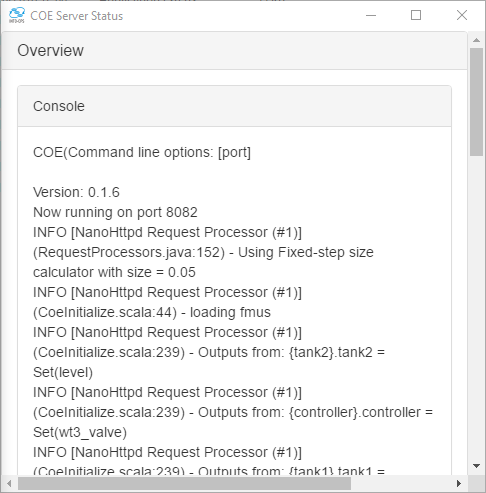 COE Server Status
Overview
Console
COE(Command line options: [port]
Version: 0.1.6
Now running on port 8082
INFO [NanoHttpd Request Processor (#1)]
(RequestProcessors.java:152) - Using Fixed-step size
calculator with size = 0.05
INFO [NanoHttpd Request Processor (#1)]
(CoeInitialize.scala:44) - loading fmus
INFO [NanoHttpd Request Processor (#1)]
(CoeInitialize.scala:239) - Outputs from: {tank2}.tank2 =
Set(level)
INFO [NanoHttpd Request Processor (#1)]
(CoeInitialize.scala:239) - Outputs from: {controller}.controller =
Set(wt3_valve)
INFO [NanoHttpd Request Processor (#1)]
(CoeInitialize.scala:239) - Outputs from: {tank1}.tank1 =